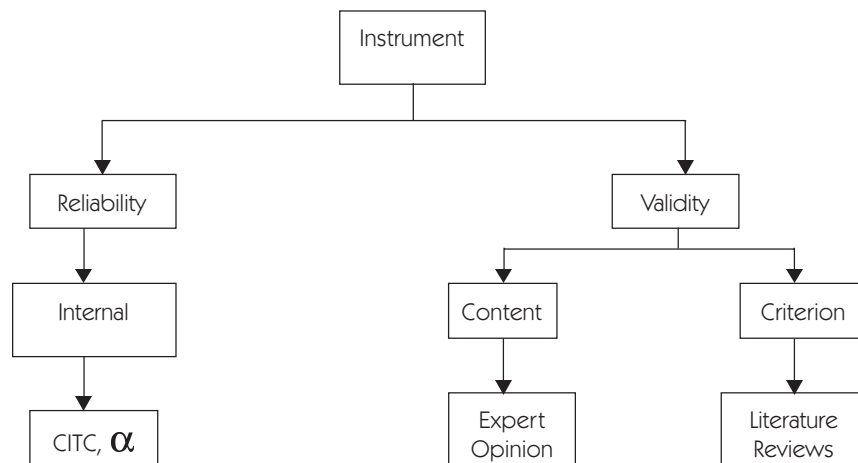 Instrument
Reliability
Validity
Internal
Content
Criterion
CITC, α
Expert
Opinion
Literature
Reviews